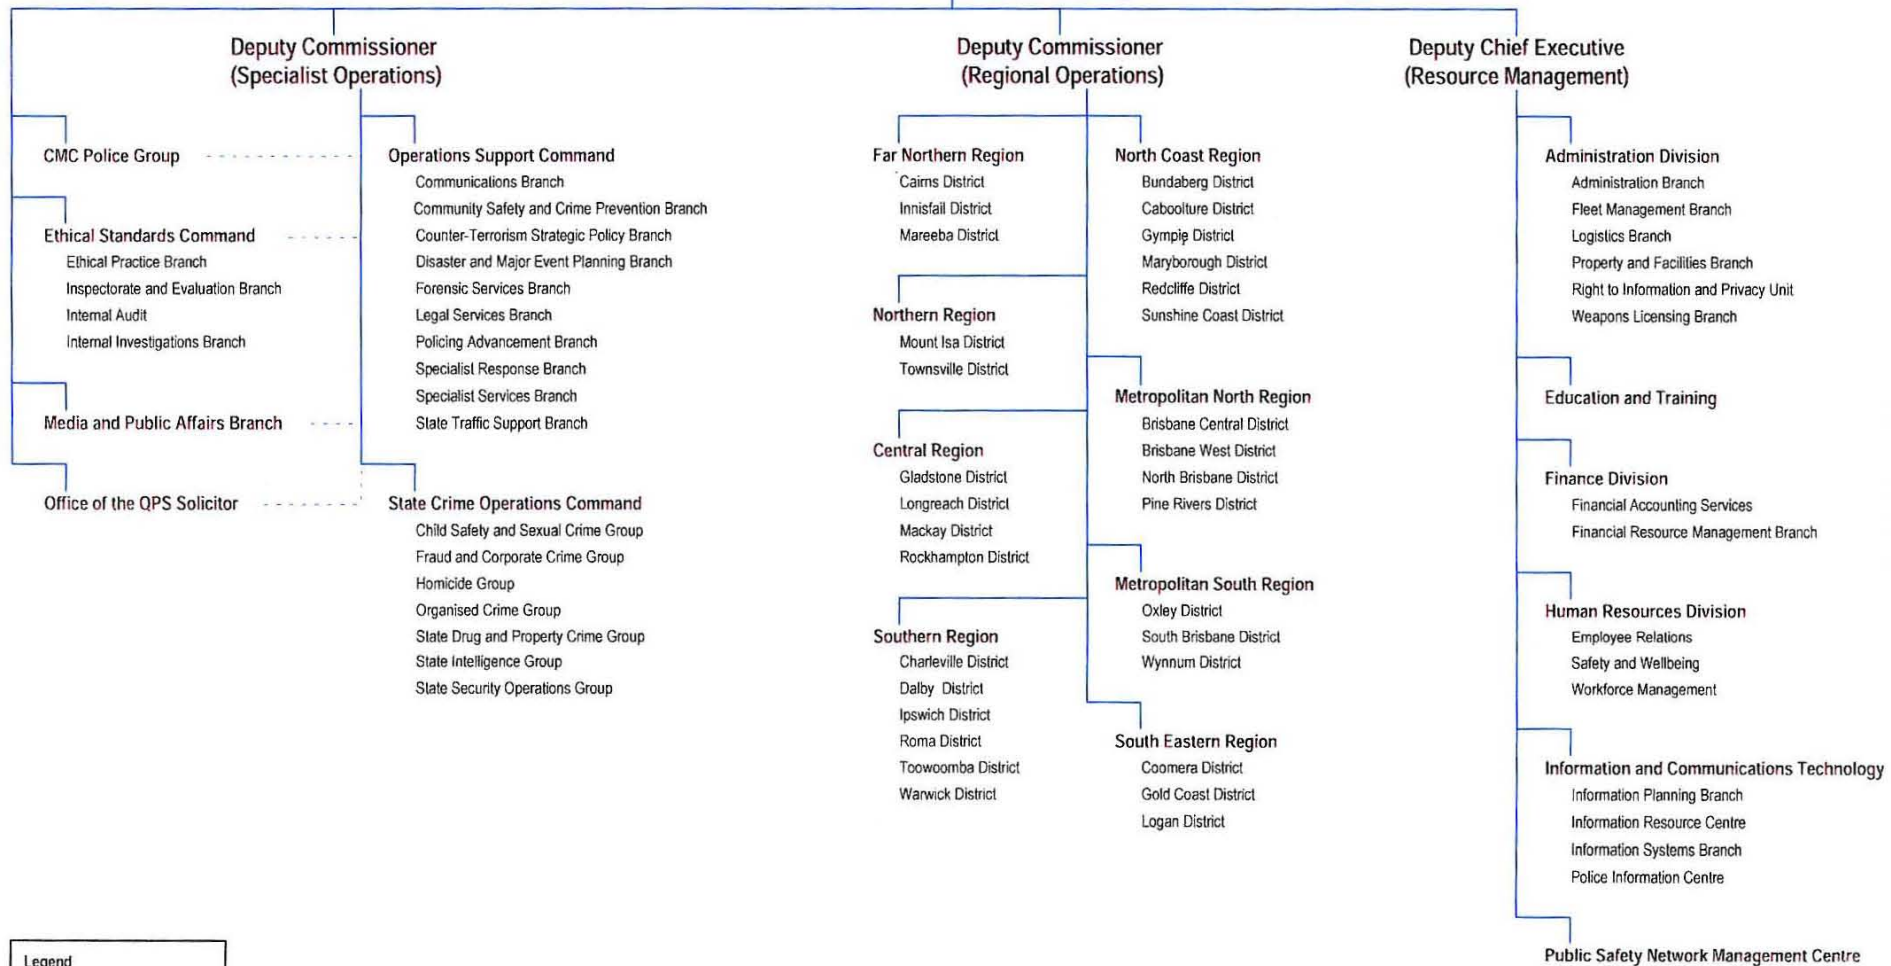 Deputy Commissioner
(Specialist Operations)
CMC Police Group
Ethical Standards Command
Ethical Practice Branch
Inspectorate and Evaluation Branch
Internal Audit
Internal Investigations Branch
Media and Public Affairs Branch
Office of the QPS Solicitor
Operations Support Command
Communications Branch
Community Safety and Crime Prevention Branch
Counter-Terrorism Strategic Policy Branch
Disaster and Major Event Planning Branch
Forensic Services Branch
Legal Services Branch
Policing Advancement Branch
Specialist Response Branch
Specialist Services Branch
State Traffic Support Branch
State Crime Operations Command
Child Safety and Sexual Crime Group
Fraud and Corporate Crime Group
Homicide Group
Organised Crime Group
State Drug and Property Crime Group
State Intelligence Group
State Security Operations Group
Deputy Commissioner
(Regional Operations)
Far Northern Region
Cairns District
Innisfail District
Mareeba District
Northern Region
Mount Isa District
Townsville District
Central Region
Gladstone District
Longreach District
Mackay District
Rockhampton District
Southern Region
Charleville District
Dalby District
Ipswich District
Roma District
Toowoomba District
Warwick District
North Coast Region
Bundaberg District
Caboolture District
Gympie District
Maryborough District
Redcliffe District
Sunshine Coast District
Metropolitan North Region
Brisbane Central District
Brisbane West District
North Brisbane District
Pine Rivers District
Metropolitan South Region
Oxley District
South Brisbane District
Wynnum District
South Eastern Region
Coomera District
Gold Coast District
Logan District
Deputy Chief Executive
(Resource Management)
Administration Division
Administration Branch
Fleet Management Branch
Logistics Branch
Property and Facilities Branch
Right to Information and Privacy Unit
Weapons Licensing Branch
Education and Training
Finance Division
Financial Accounting Services
Financial Resource Management Branch
Human Resources Division
Employee Relations
Safety and Wellbeing
Workforce Management
Information and Communications Technology
Information Planning Branch
Information Resource Centre
Information Systems Branch
Police Information Centre
Public Safety Network Management Centre
Legend